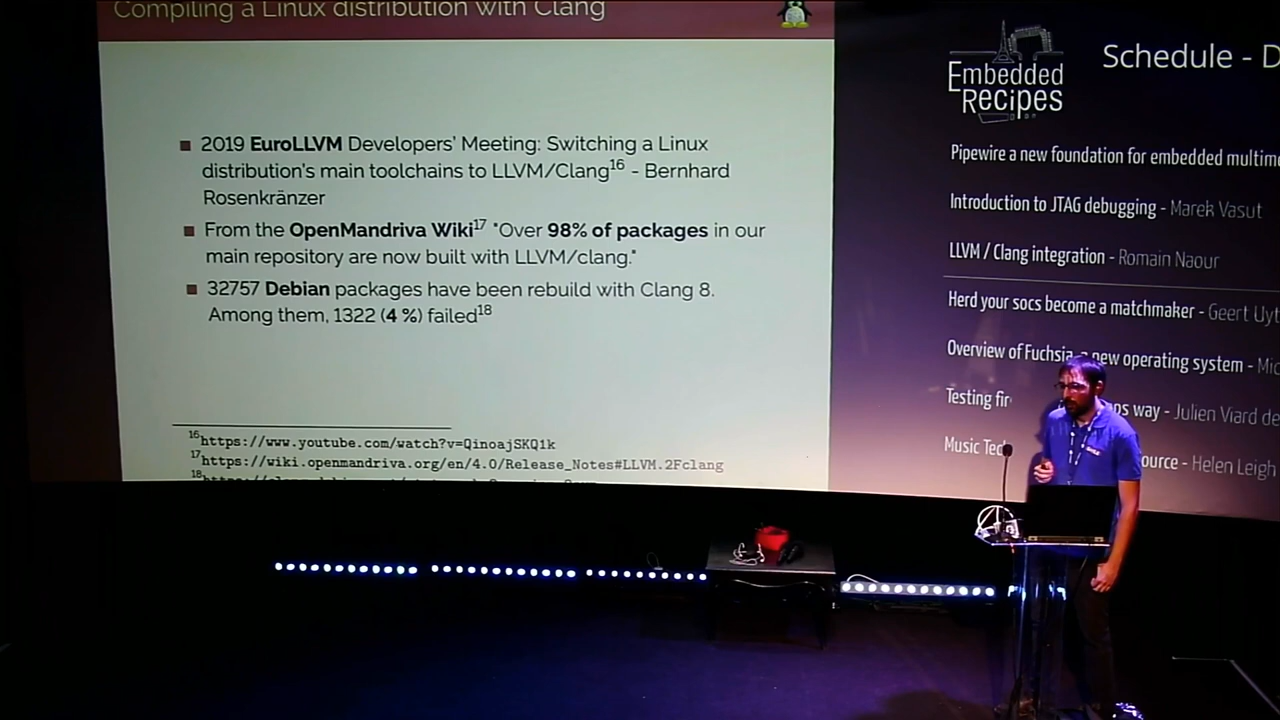 Compiling a Linux distribution with Clang
2019 EuroLLVM Developers' Meeting: Switching a Linux
distribution's main toolchains to LLVM/Clang16 - Bernhard
Rosenkränzer
From the OpenMandriva Wiki17 "Over 98% of packages in our
main repository are now built with LLVM/clang."
32757 Debian packages have been rebuild with Clang 8.
Among them, 1322 (4 %) failed18
16https://www.youtube.com/watch?v=QinoajSKQ1k
17https://wiki.openmandriva.org/en/4.0/Release_Notes#LLVM.2Fclang
18
Embedded
Recipes
Schedule - D
Pipewire a new foundation for embedded multim
Introduction to JTAG debugging - Marek Vasut
LLVM / Clang integration - Romain Naour
Herd your socs become a matchmaker - Geert Uyt
Overview of Fuchsia, a new operating system - Mic
Testing fir ps way - Julien Viard de
Music Tec ource - Helen Leigh